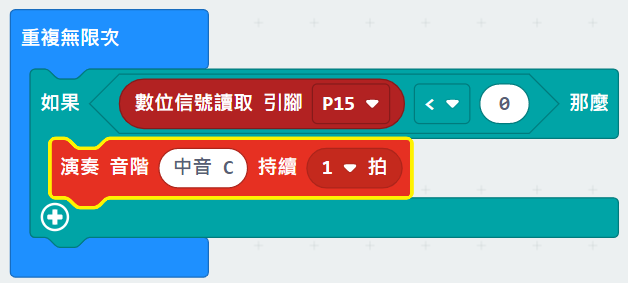 重複無限次
如果 數位信號讀取 引腳 P15 < 0 那麼
演奏 音階 中音 C 持續 1 拍